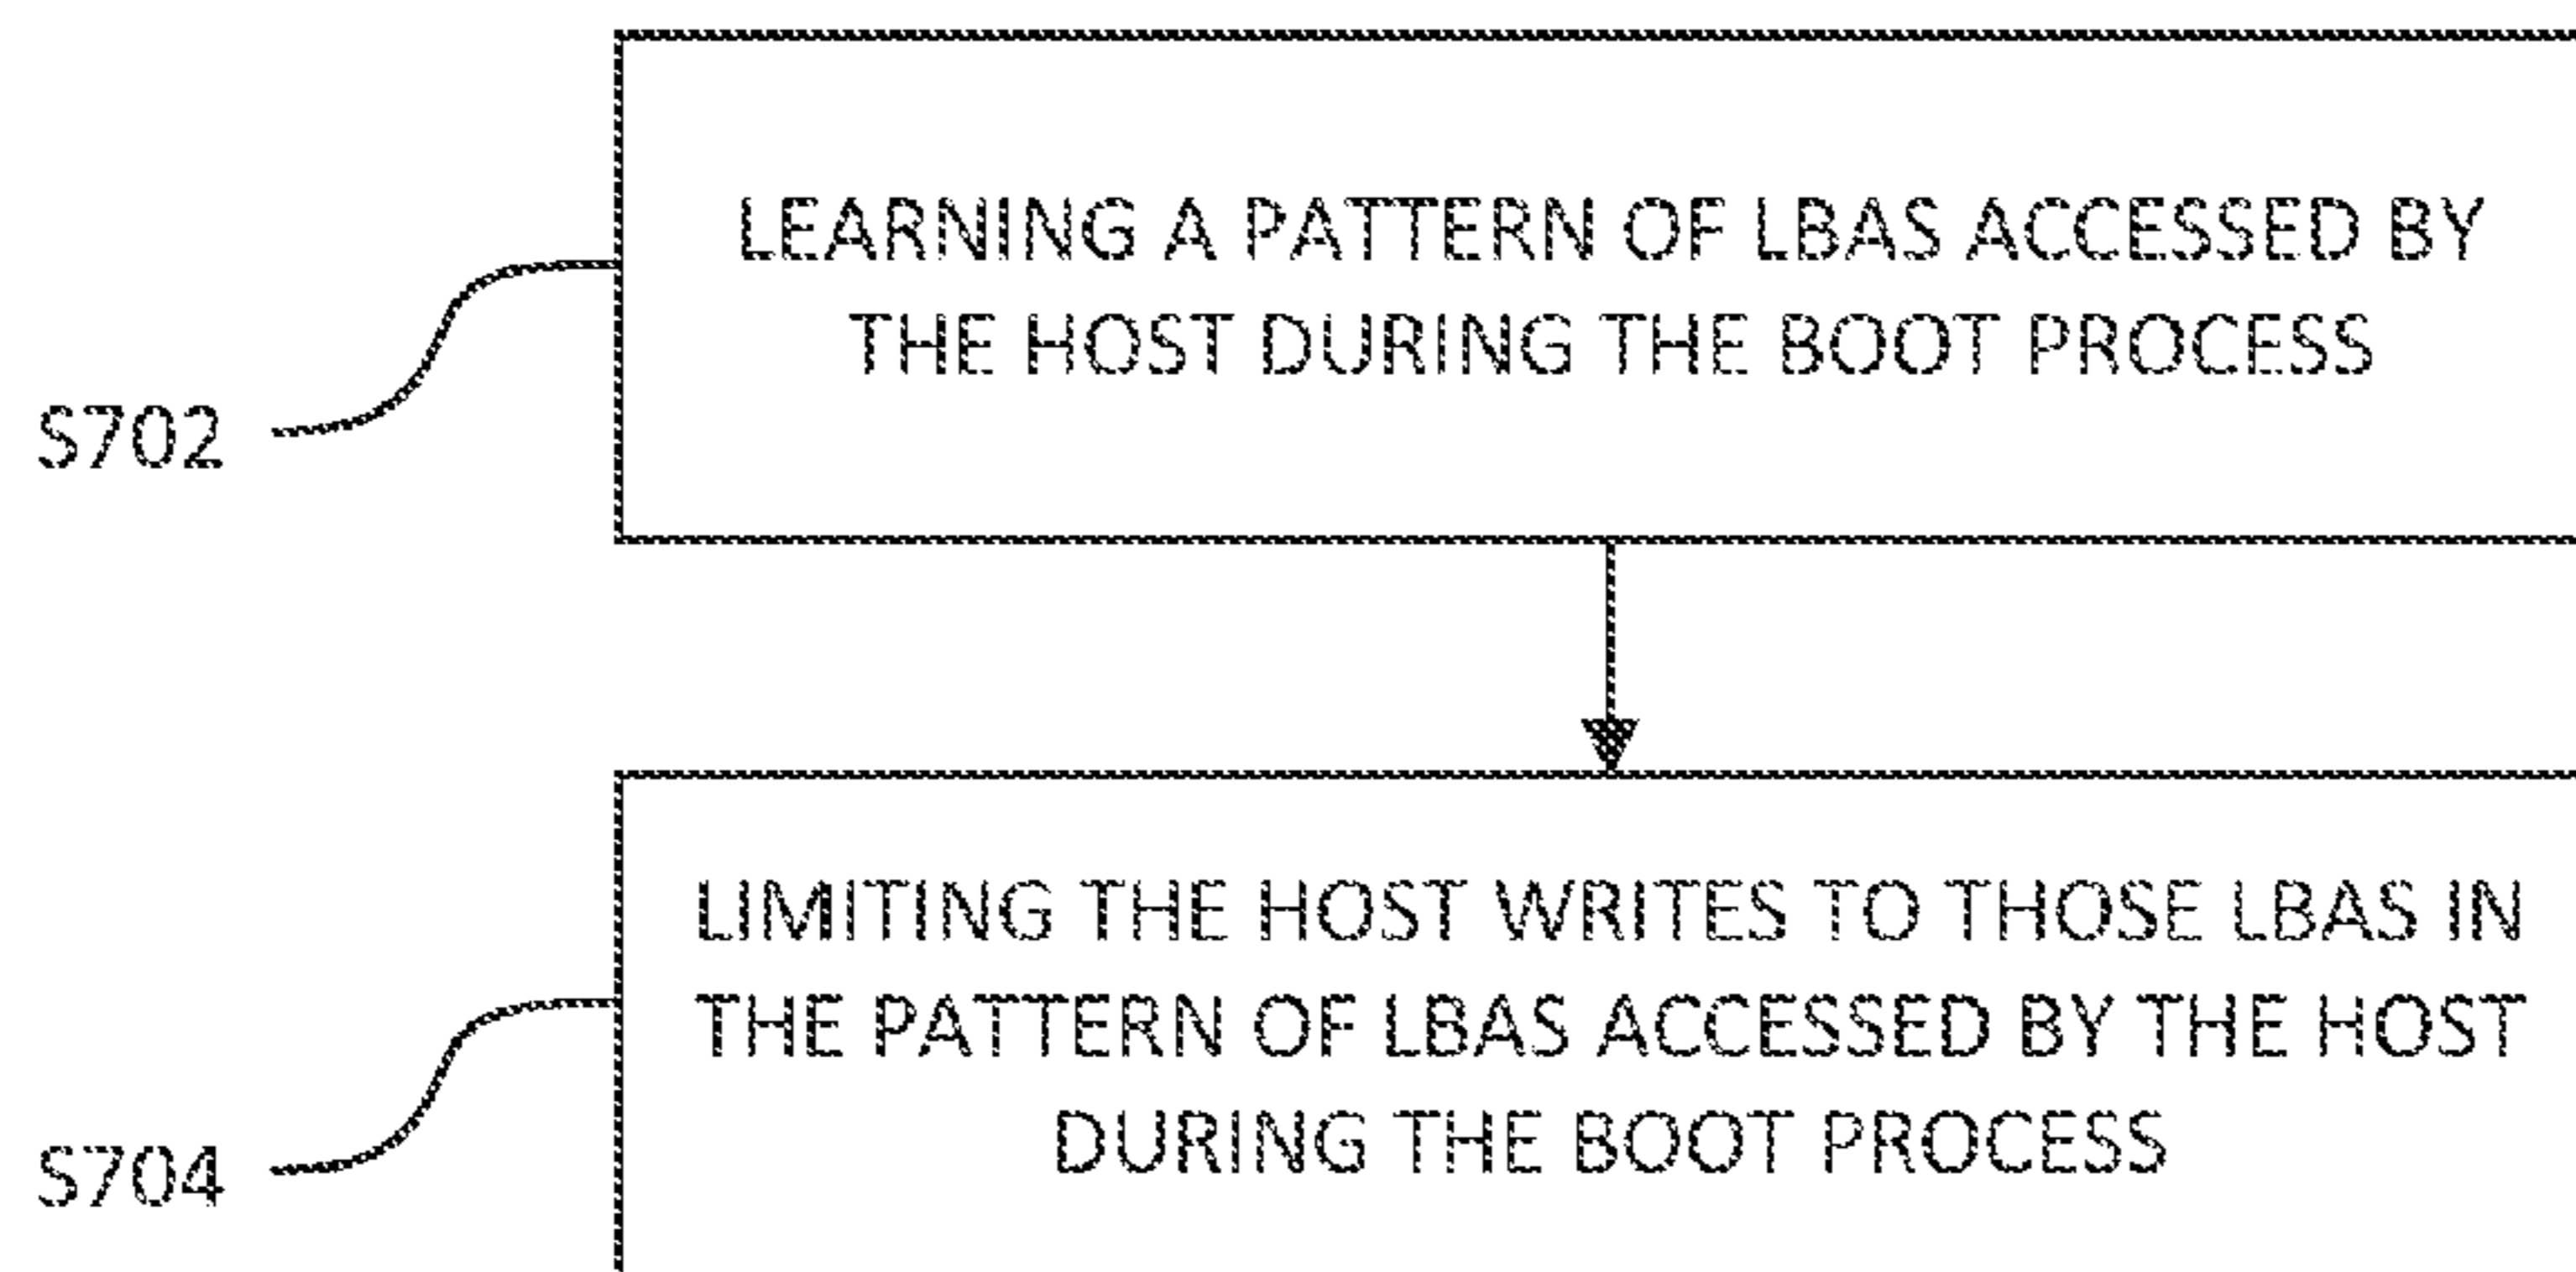 LEARNING A PATTERN OF LBAS ACCESSED BY
THE HOST DURING THE BOOT PROCESS
S702
LIMITING THE HOST WRITES TO THOSE LBAS IN
THE PATTERN OF LBAS ACCESSED BY THE HOST
DURING THE BOOT PROCESS
S704